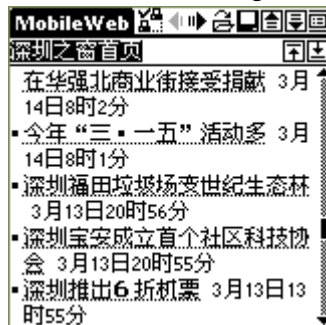 MobileWeb
深圳之窗首页
在华强北商业街接受捐献 3月
14日8时2分
今年“三·一五”活动多 3月
14日8时1分
深圳福田垃圾场变世纪生态林
3月13日20时56分
深圳宝安成立首个社区科技协
会 3月13日20时55分
深圳推出6折机票 3月13日13
时55分